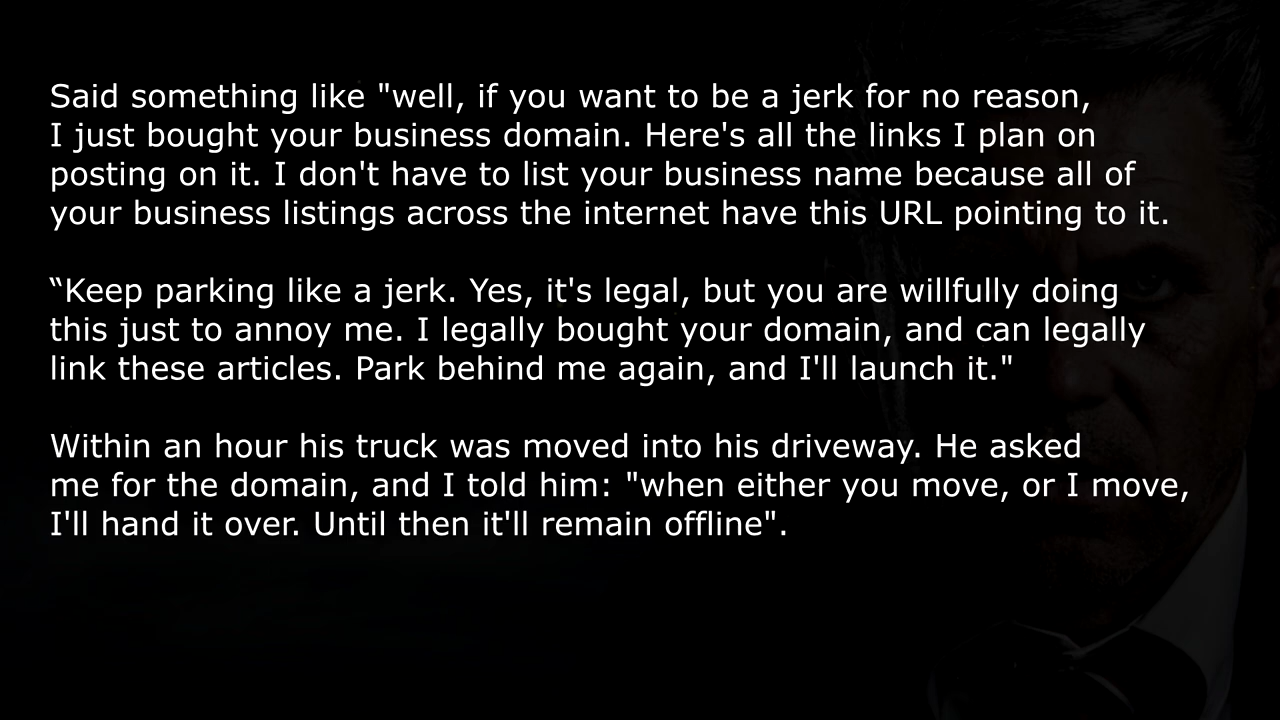 Said something like "well, if you want to be a jerk for no reason,
I just bought your business domain. Here's all the links I plan on
posting on it. I don't have to list your business name because all of
your business listings across the internet have this URL pointing to it.
“Keep parking like a jerk. Yes, it's legal, but you are willfully doing
this just to annoy me. I legally bought your domain, and can legally
link these articles. Park behind me again, and I'll launch it."
Within an hour his truck was moved into his driveway. He asked
me for the domain, and I told him: "when either you move, or I move,
I'll hand it over. Until then it'll remain offline".